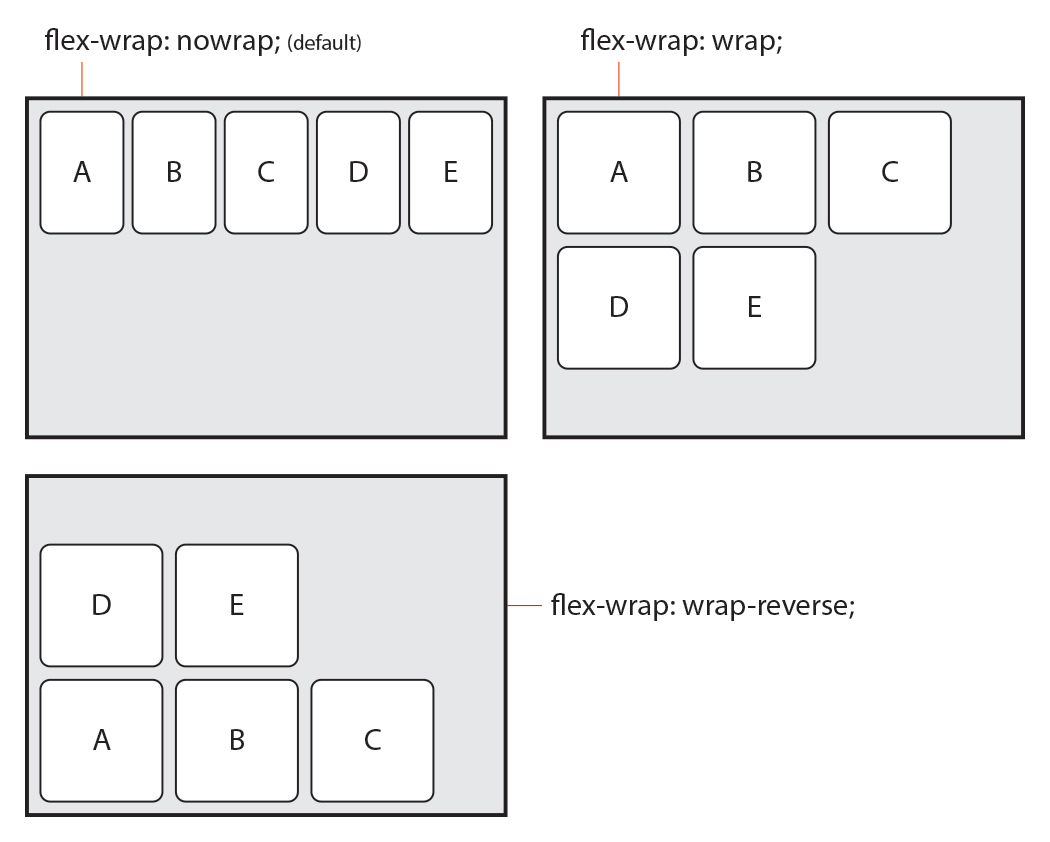 flex-wrap: nowrap; (default)
A B C D E
flex-wrap: wrap;
A B C
D E
D E
A B C
flex-wrap: wrap-reverse;